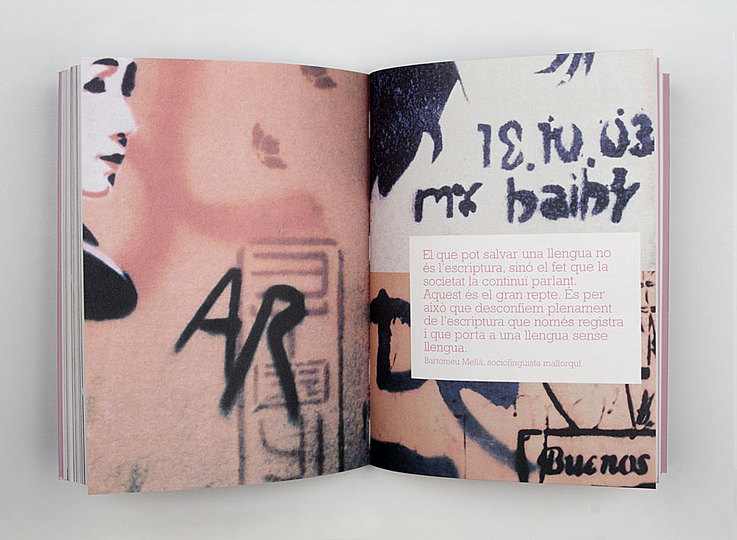 AR
18.10.03
mr baiby
El que pot salvar una llengua no
és l'escriptura, sinó el fet que la
societat la continuï parlant.
Aquest és el gran repte. És per
això que desconfiem plenament
de l'escriptura que només registra
i que porta a una llengua sense
llengua.
Bartomeu Melià, sociolingüista mallorquí
Buenos